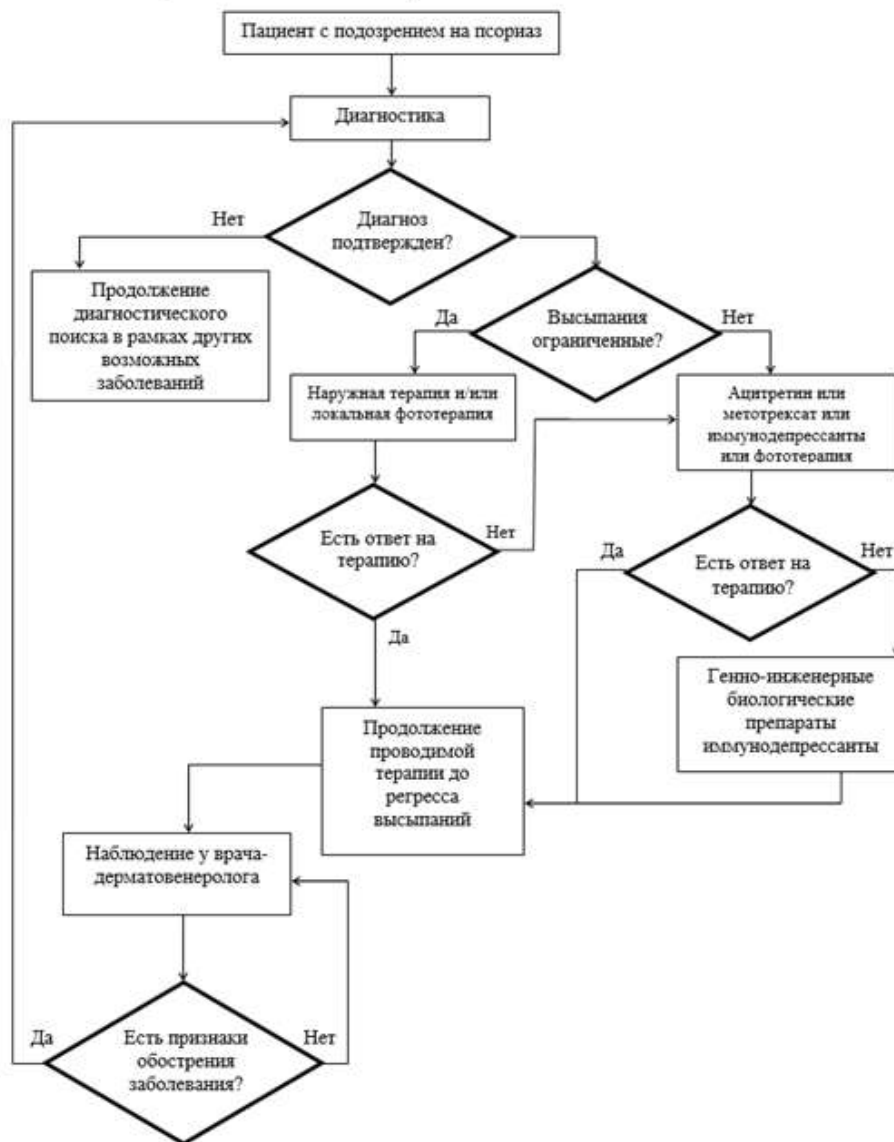 Пациент с подозрением на псориаз
Диагностика
Диагноз
подтвержден?
Нет
Продолжение
диагностического
поиска в рамках других
возможных
заболеваний
Высыпания
ограниченные?
Да
Нет
Наружная терапия и/или
локальная фототерапия
Ацитретин или
метотрексат или
иммунодепрессанты
или фототерапия
Есть ответ на
терапию?
Нет
Да
Есть ответ на
терапию?
Да
Нет
Генно-инженерные
биологические
препараты
иммунодепрессанты
Продолжение
проводимой
терапии до
регресса
высыпаний
Наблюдение у врача-
дерматовенеролога
Есть признаки
обострения
заболевания?
Да
Нет